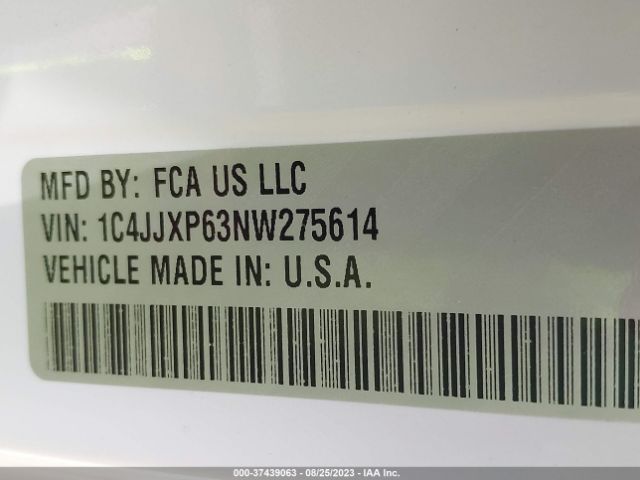 MFD BY: FCA US LLC
VIN: 1C4JJXP63NW275614
VEHICLE MADE IN: U.S.A.
000-37439063 - 08/25/2023 - IAA Inc.